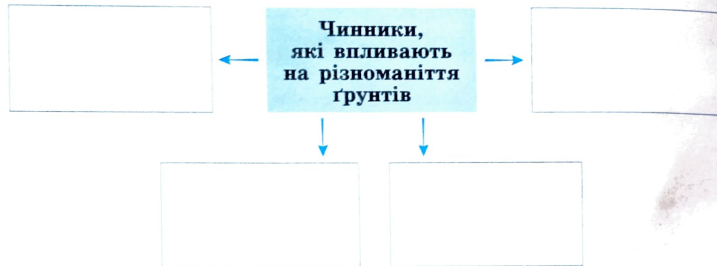 Чинники,
які впливають
на різноманіття
ґрунтів